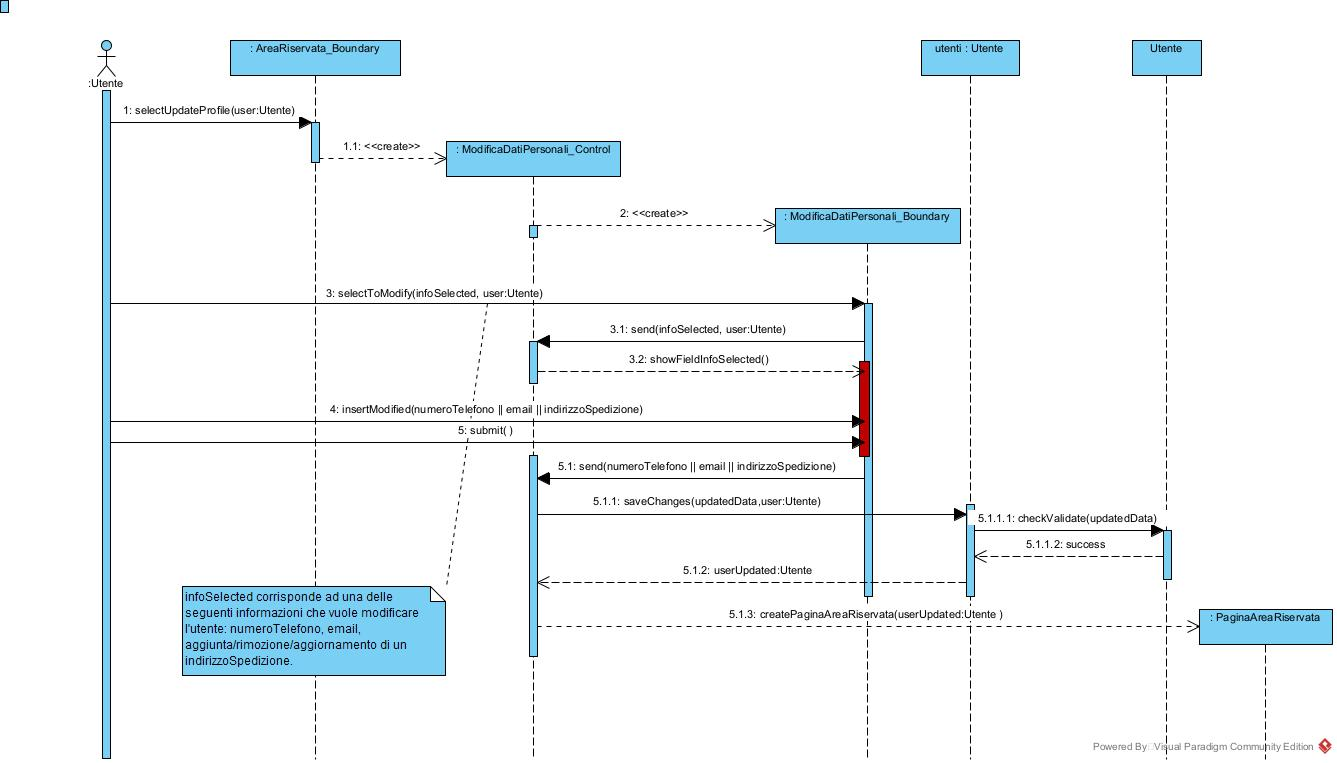 : AreaRiservata_Boundary
utenti : Utente
Utente
:Utente
1: selectUpdateProfile(user:Utente)
1.1: <<create>>
: ModificaDatiPersonali_Control
2: <<create>>
: ModificaDatiPersonali_Boundary
3: selectToModify(infoSelected, user:Utente)
3.1: send(infoSelected, user:Utente)
3.2: showFieldInfoSelected()
4: insertModified(numeroTelefono || email || indirizzoSpedizione)
5: submit( )
5.1: send(numeroTelefono || email || indirizzoSpedizione)
5.1.1: saveChanges(updatedData,user:Utente)
5.1.1.1: checkValidate(updatedData)
5.1.1.2: success
5.1.2: userUpdated:Utente
infoSelected corrisponde ad una delle
seguenti informazioni che vuole modificare
l'utente: numeroTelefono, email,
aggiunta/rimozione/aggiornamento di un
indirizzoSpedizione.
5.1.3: createPaginaAreaRiservata(userUpdated:Utente )
: PaginaAreaRiservata
Powered By Visual Paradigm Community Edition